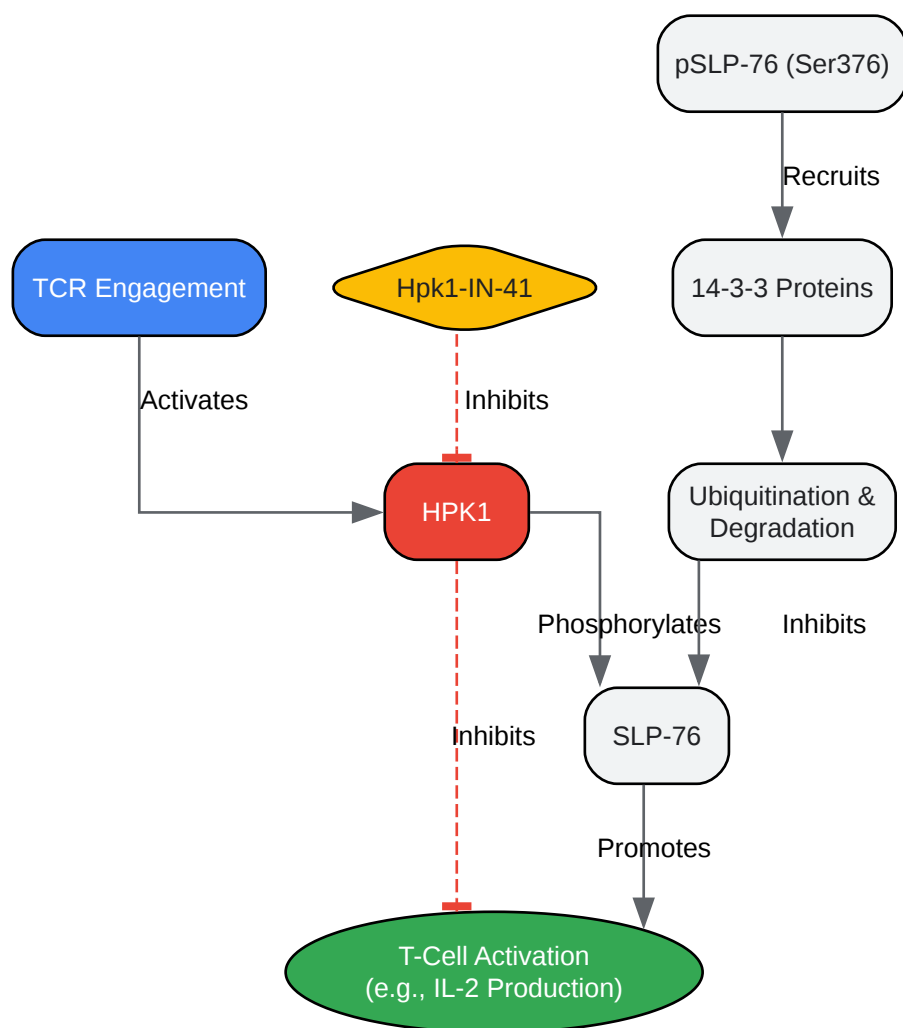 pSLP-76 (Ser376)
Recruits
TCR Engagement
Hpk1-IN-41
14-3-3 Proteins
Activates
Inhibits
HPK1
Ubiquitination &
Degradation
Phosphorylates
Inhibits
SLP-76
Inhibits
Promotes
T-Cell Activation
(e.g., IL-2 Production)